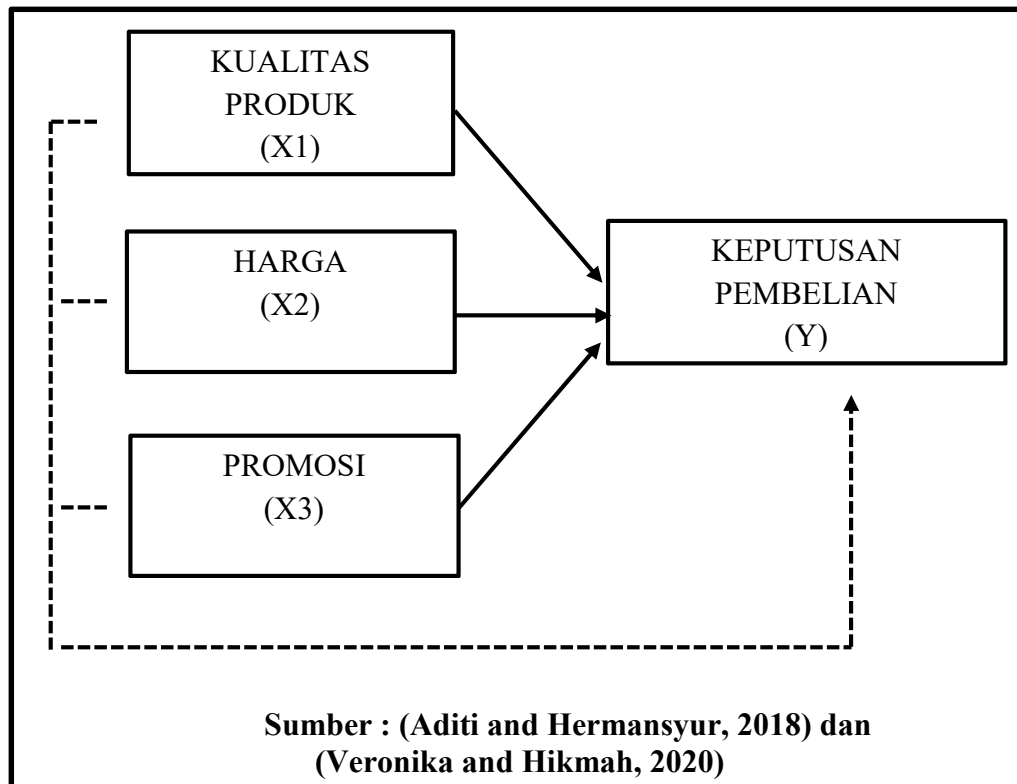 KUALITAS
PRODUK
(X1)
HARGA
(X2)
PROMOSI
(X3)
KEPUTUSAN
PEMBELIAN
(Y)
Sumber : (Aditi and Hermansyur, 2018) dan
(Veronika and Hikmah, 2020)